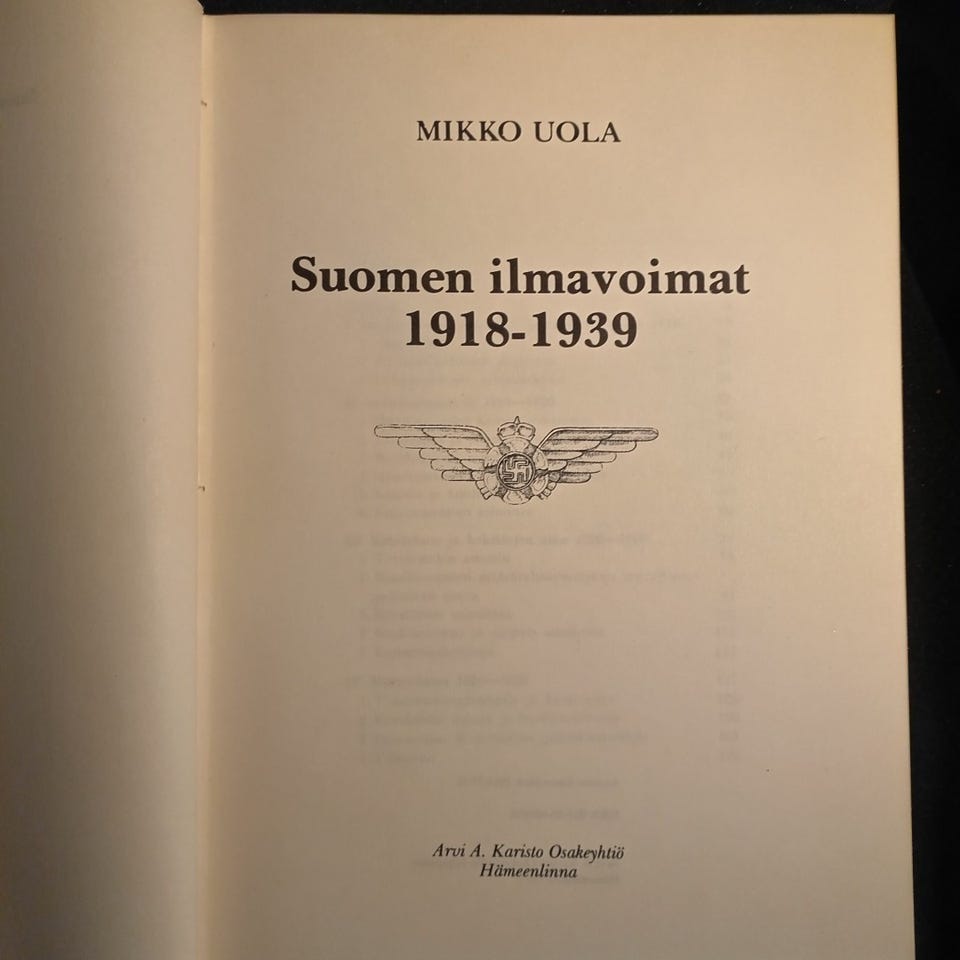 MIKKO UOLA
Suomen ilmavoimat
1918-1939
Arvi A. Karisto Osakeyhtiö
Hämeenlinna